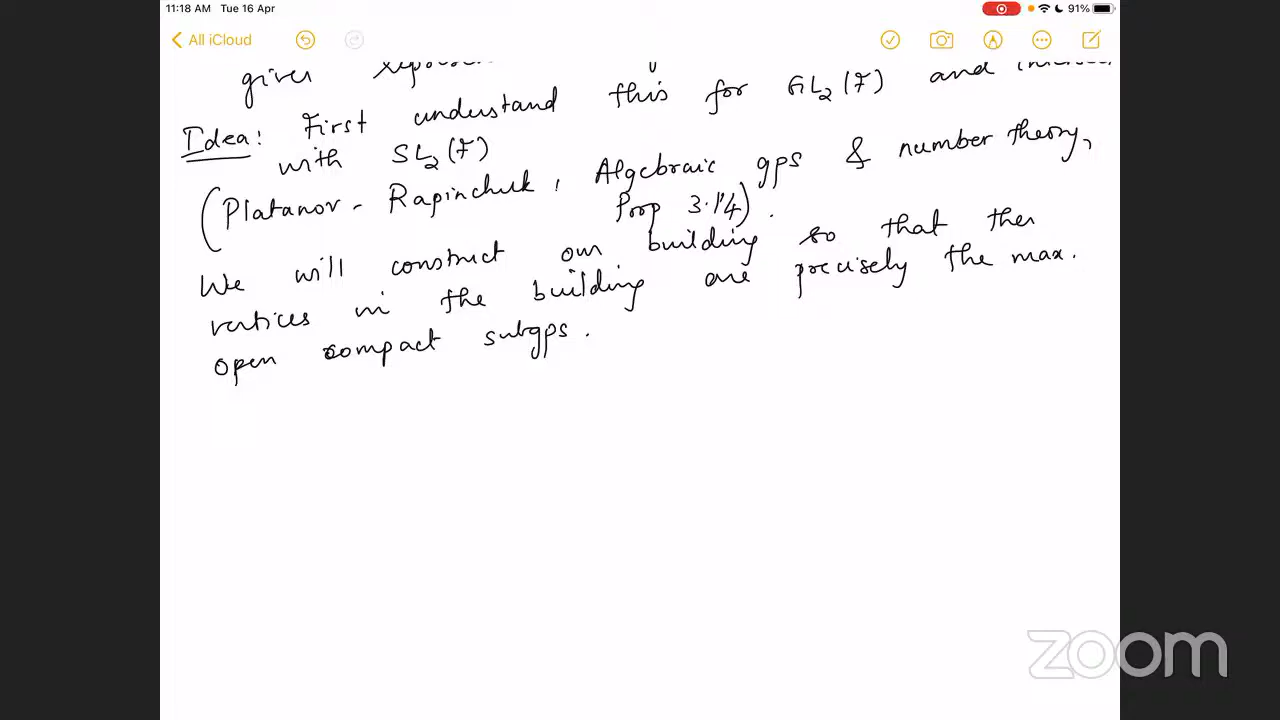 11:18 AM Tue 16 Apr
91%
All iCloud
gives
Idea: First understand this for GL2(F) and
with SL2(F)
(Platanov - Rapinchuk, Algebraic gps & number theory,
Prop 3.14).
We will construct our building so that the
vertices in the building are precisely the max.
open compact subgps.
zoom